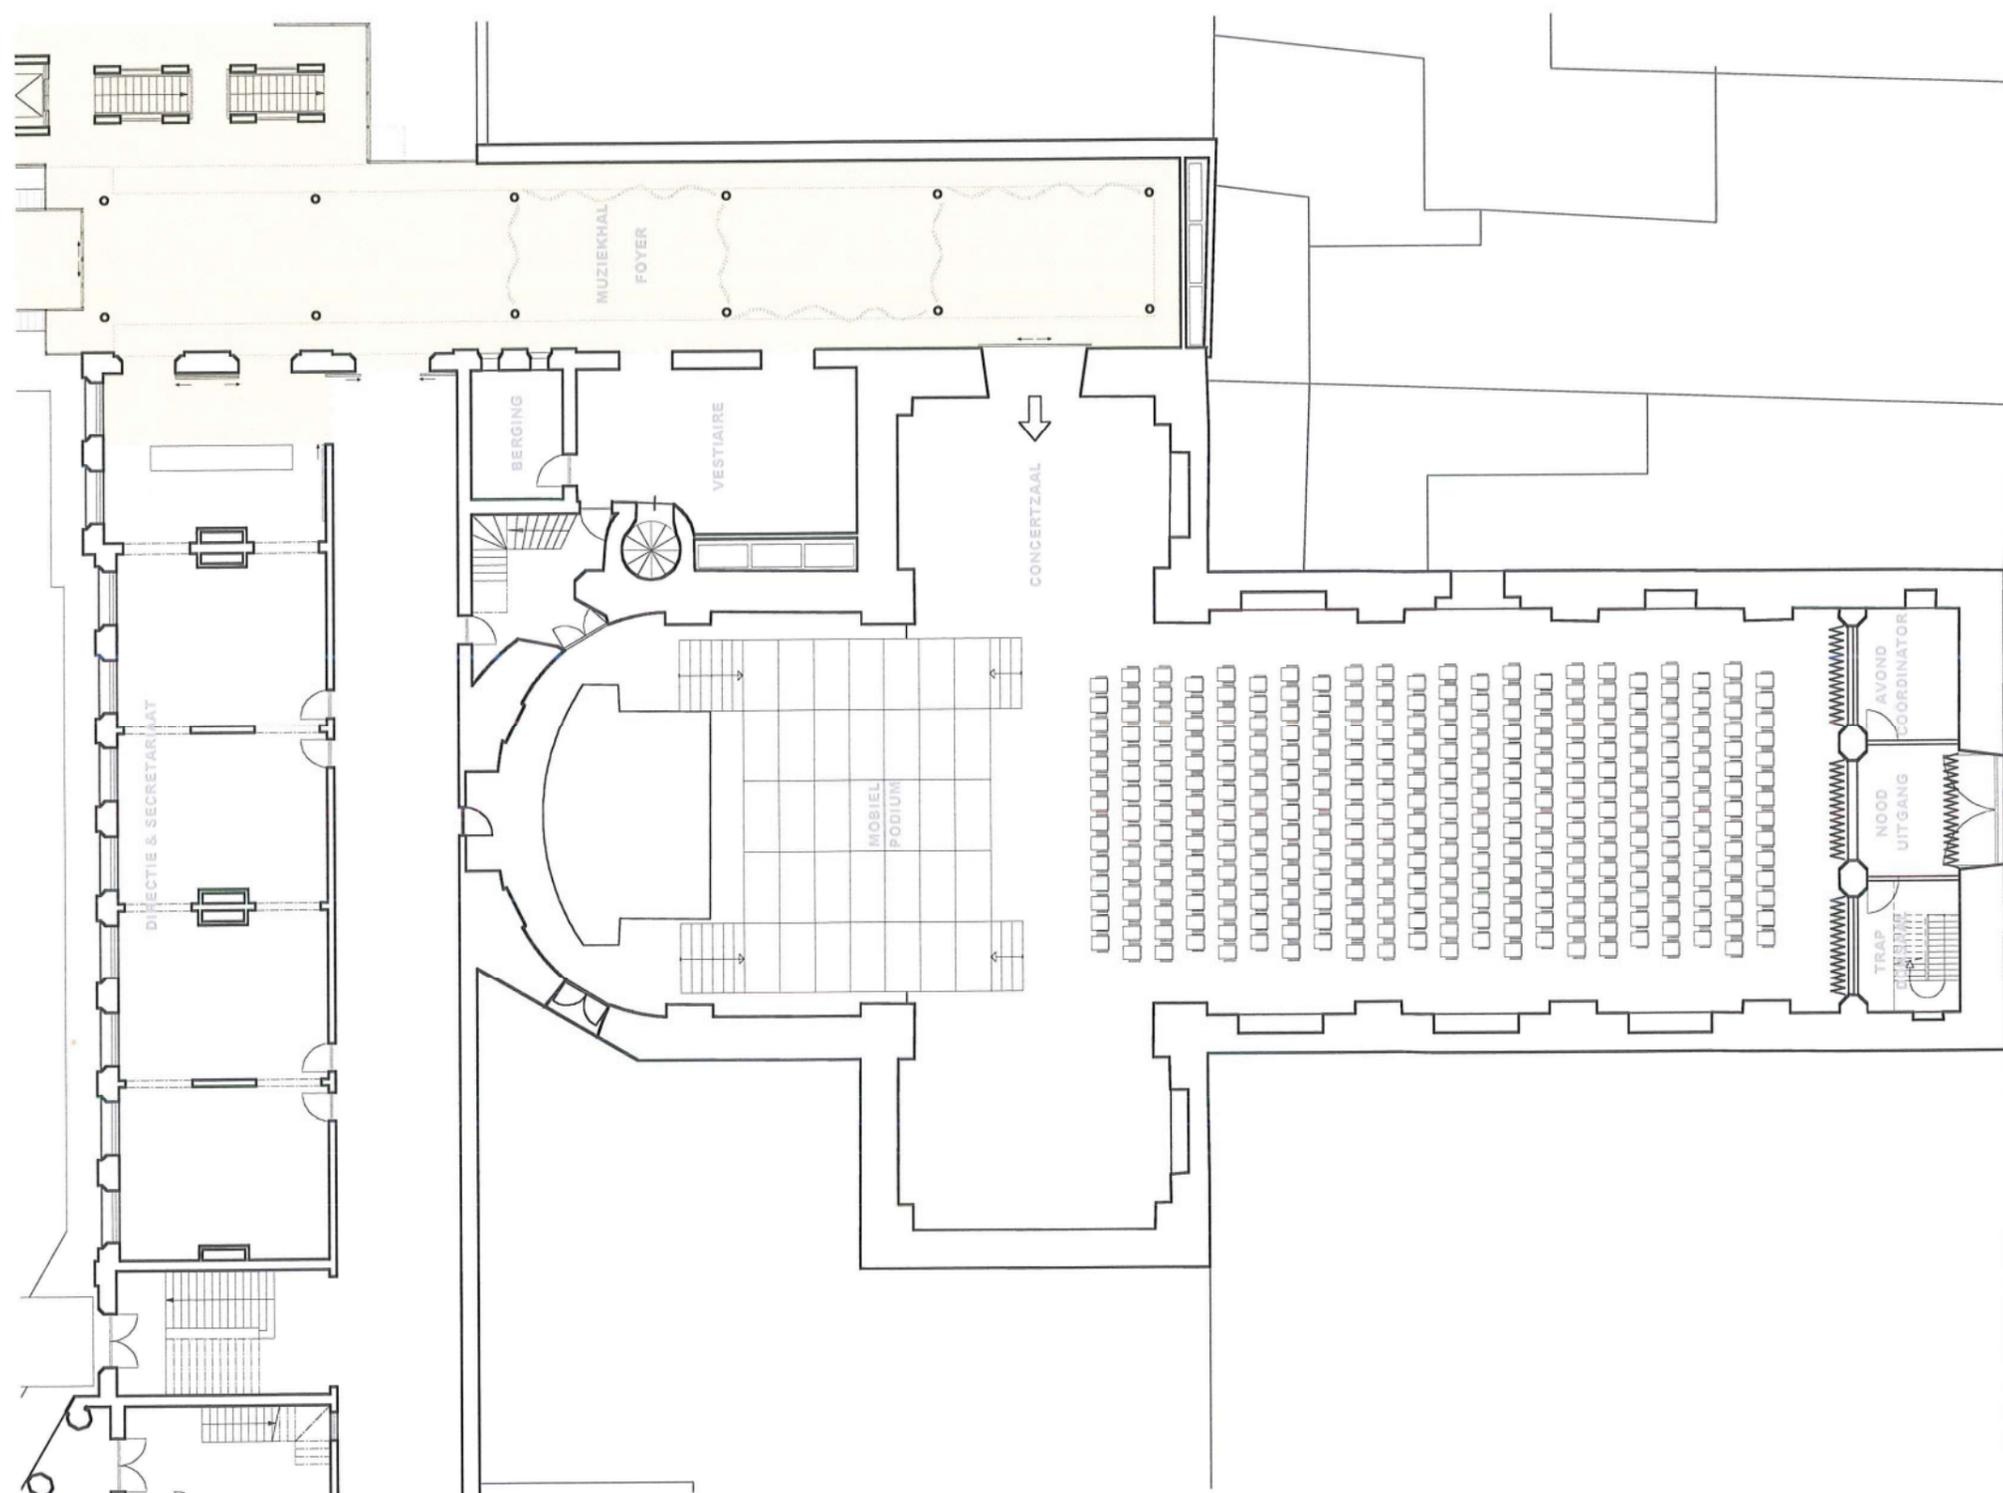 MUZIEKHAL
FOYER
BERGING
VESTIAIRE
CONCERTZAAL
DIRECTIE & SECRETARIAAT
MOBIEL
PODIUM
AVOND
COORDINATOR
NOOD
UITGANG
TRAP